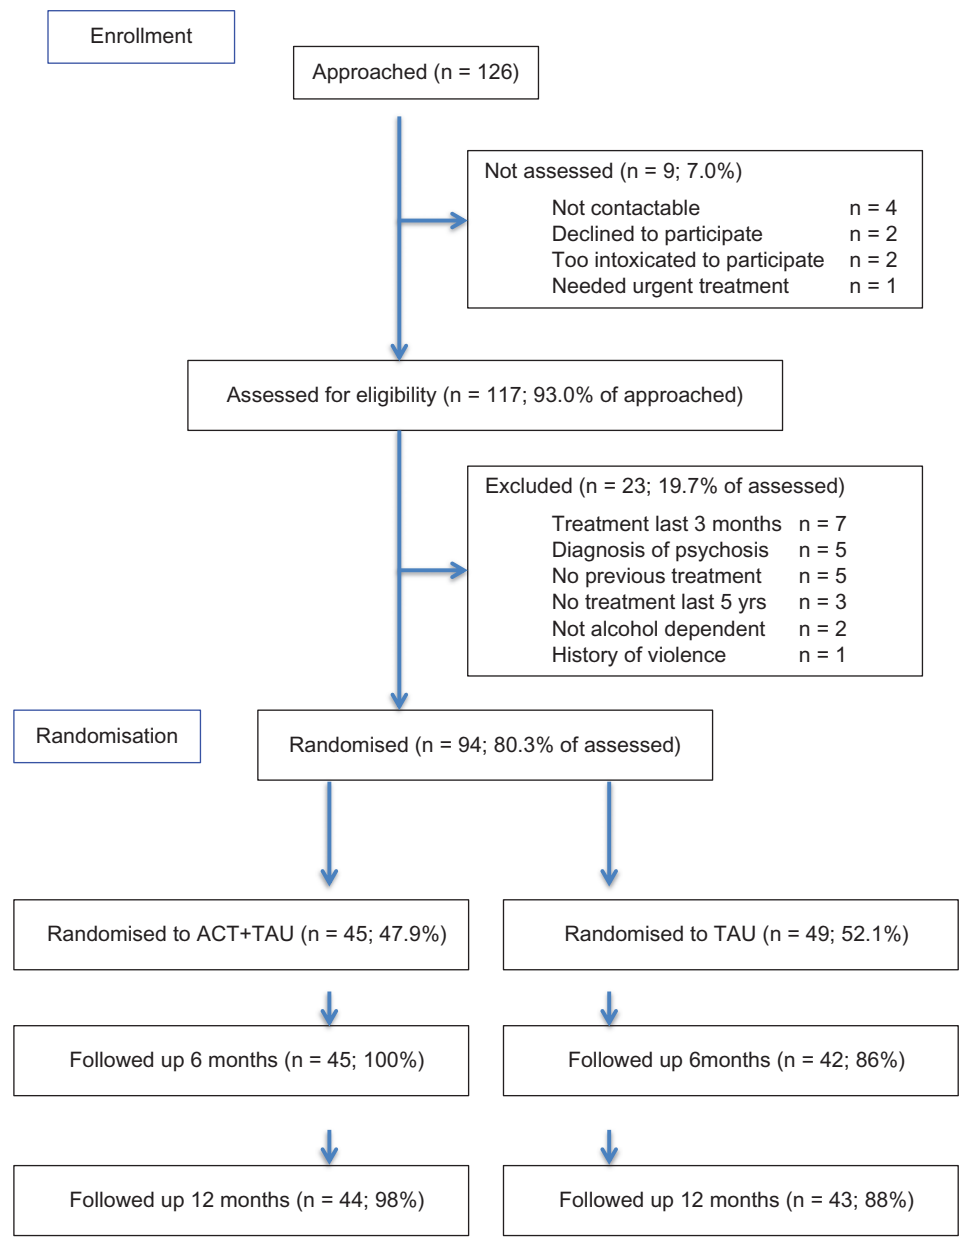 Enrollment
Approached (n = 126)
Not assessed (n = 9; 7.0%)
Not contactable n = 4
Declined to participate n = 2
Too intoxicated to participate n = 2
Needed urgent treatment n = 1
Assessed for eligibility (n = 117; 93.0% of approached)
Excluded (n = 23; 19.7% of assessed)
Treatment last 3 months n = 7
Diagnosis of psychosis n = 5
No previous treatment n = 5
No treatment last 5 yrs n = 3
Not alcohol dependent n = 2
History of violence n = 1
Randomisation
Randomised (n = 94; 80.3% of assessed)
Randomised to ACT+TAU (n = 45; 47.9%)
Randomised to TAU (n = 49; 52.1%)
Followed up 6 months (n = 45; 100%)
Followed up 6months (n = 42; 86%)
Followed up 12 months (n = 44; 98%)
Followed up 12 months (n = 43; 88%)